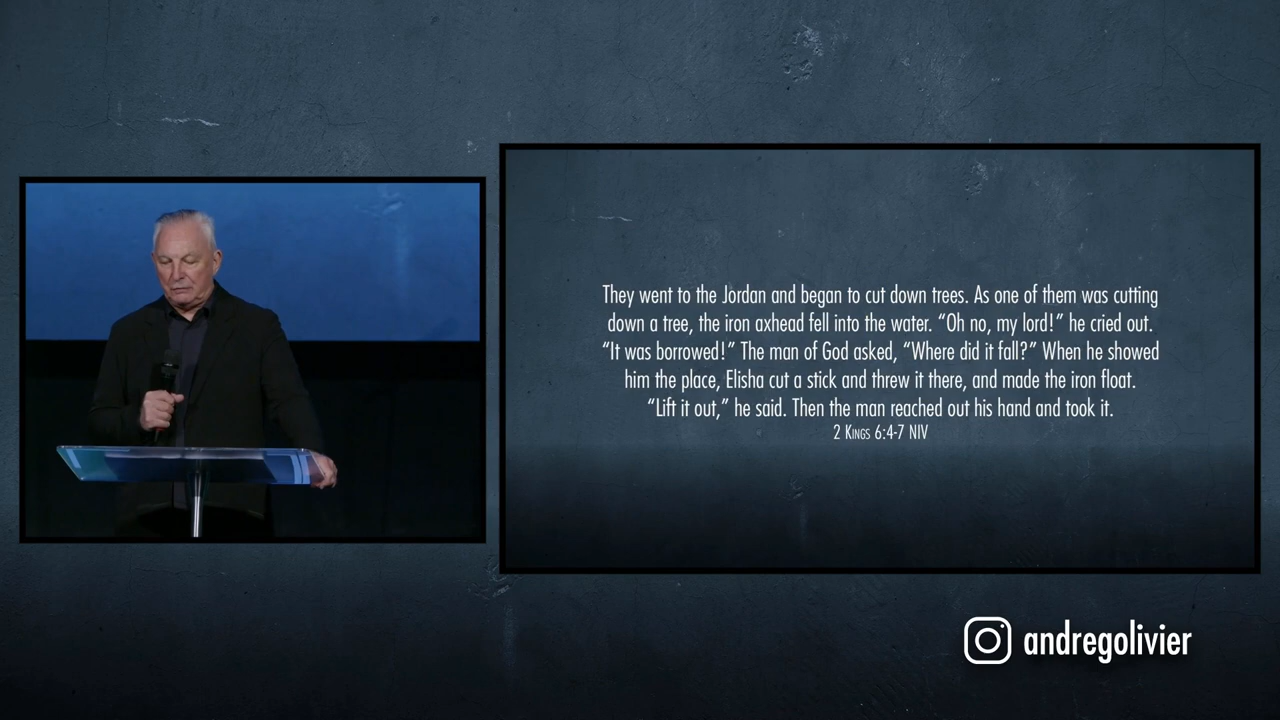 They went to the Jordan and began to cut down trees. As one of them was cutting
down a tree, the iron axhead fell into the water. “Oh no, my lord!” he cried out.
“It was borrowed!” The man of God asked, “Where did it fall?” When he showed
him the place, Elisha cut a stick and threw it there, and made the iron float.
“Lift it out,” he said. Then the man reached out his hand and took it.
2 Kings 6:4-7 NIV
andregolivier